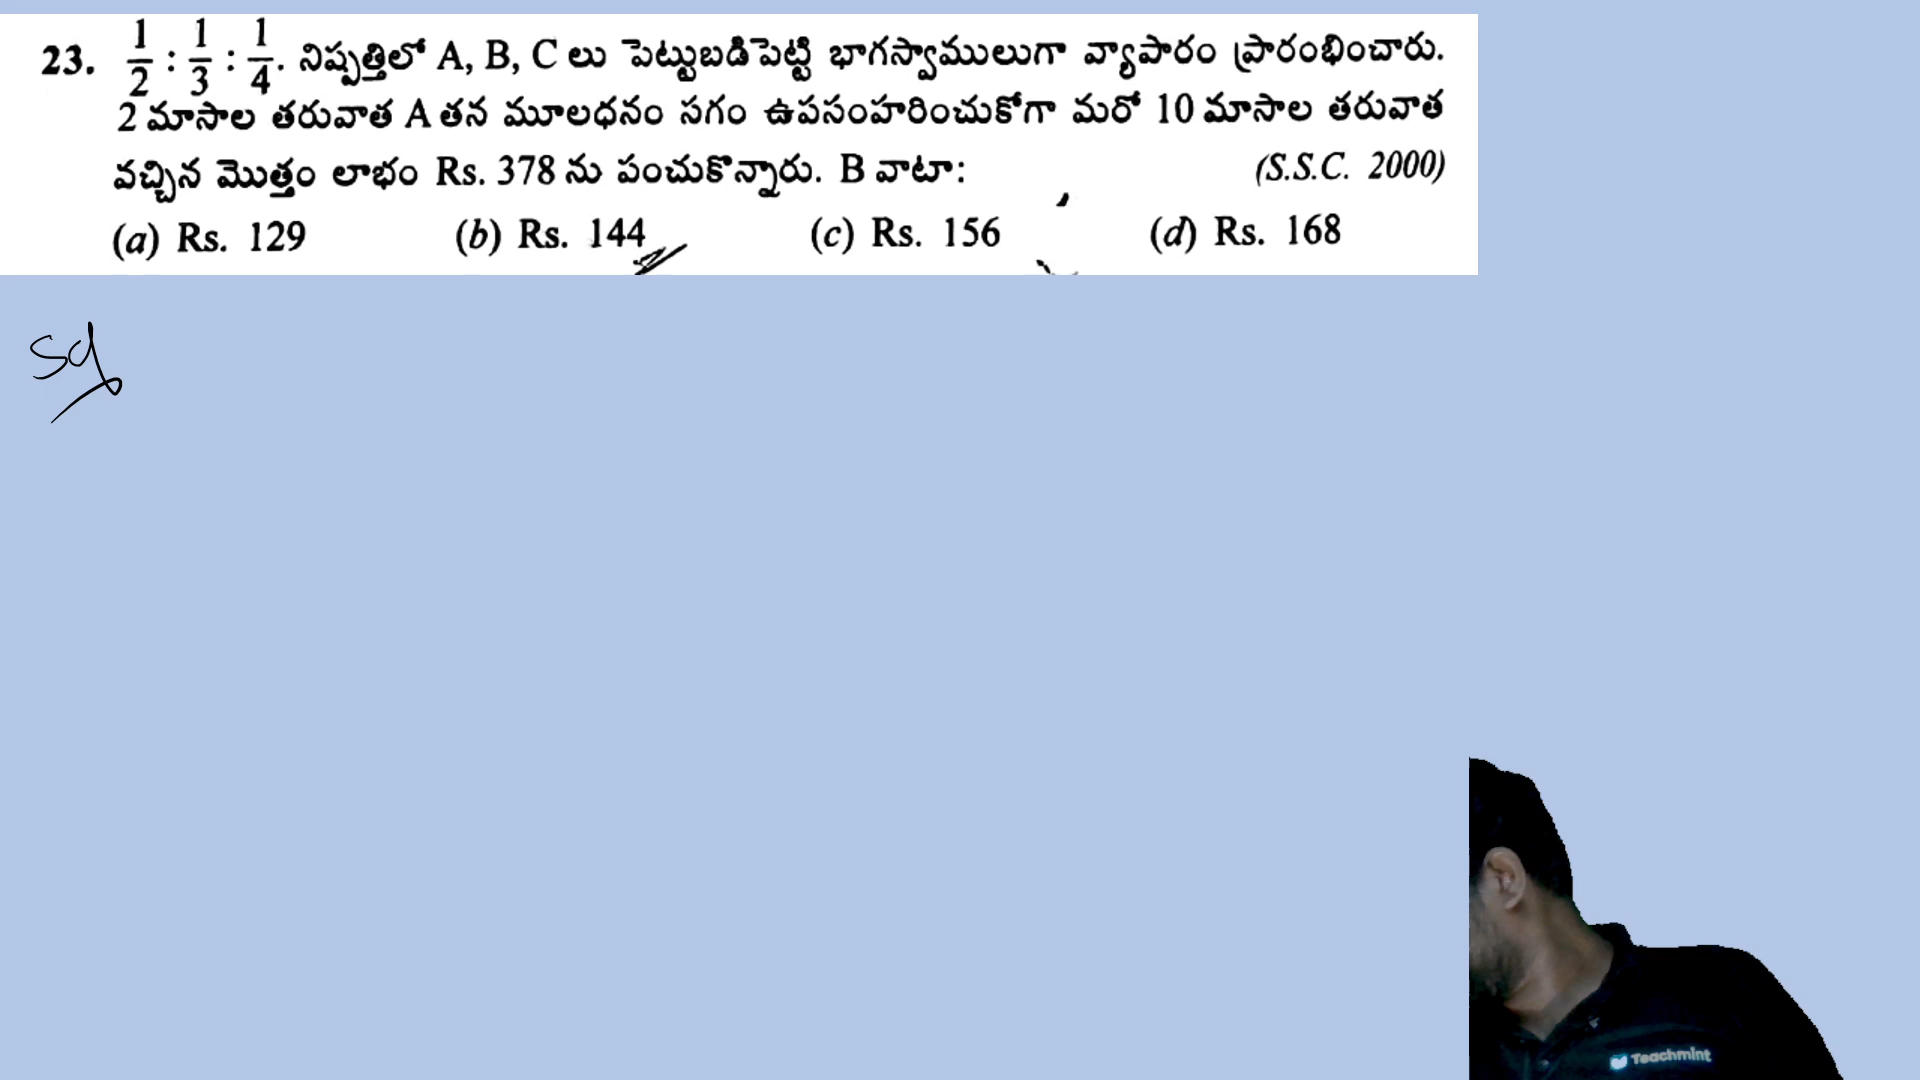 23. 1/2 : 1/3 : 1/4. నిష్పత్తిలో A, B, C లు పెట్టుబడిపెట్టి భాగస్వాములుగా వ్యాపారం ప్రారంభించారు.
2 మాసాల తరువాత A తన మూలధనం సగం ఉపసంహరించుకోగా మరో 10 మాసాల తరువాత
వచ్చిన మొత్తం లాభం Rs. 378 ను పంచుకొన్నారు. B వాటా: (S.S.C. 2000)
(a) Rs. 129 (b) Rs. 144 (c) Rs. 156 (d) Rs. 168
Sol
Teachmint